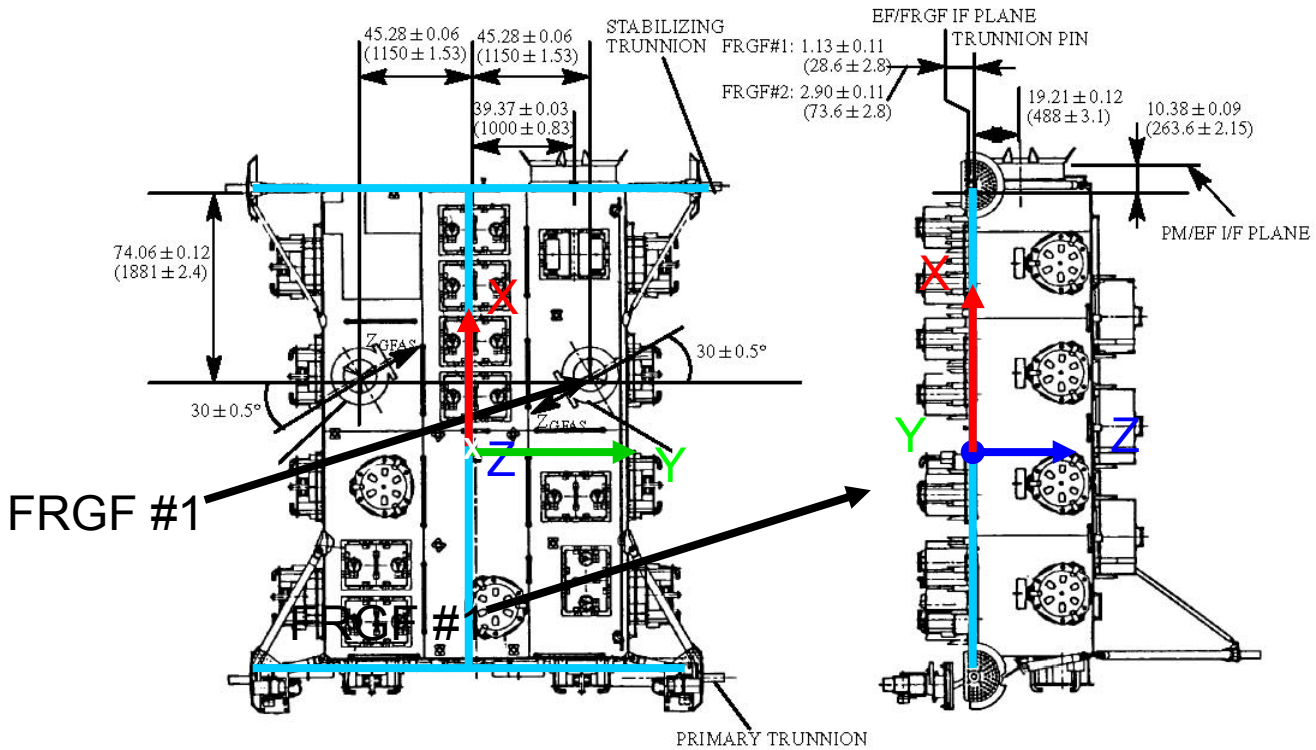 45.28 ± 0.06
(1150 ± 1.53)
45.28 ± 0.06
(1150 ± 1.53)
STABILIZING
TRUNNION
39.37 ± 0.03
(1000 ± 0.83)
EF/FRGF IF PLANE
TRUNNION PIN
FRGF#1: 1.13 ± 0.11
(28.6 ± 2.8)
FRGF#2: 2.90 ± 0.11
(73.6 ± 2.8)
19.21 ± 0.12
(488 ± 3.1)
10.38 ± 0.09
(263.6 ± 2.15)
PM/EF I/F PLANE
74.06 ± 0.12
(1881 ± 2.4)
X
X
ZGFAS
30 ± 0.5°
30 ± 0.5°
ZGFAS
X
Z
Y
Y
Z
FRGF #1
FRGF #1
PRIMARY TRUNNION